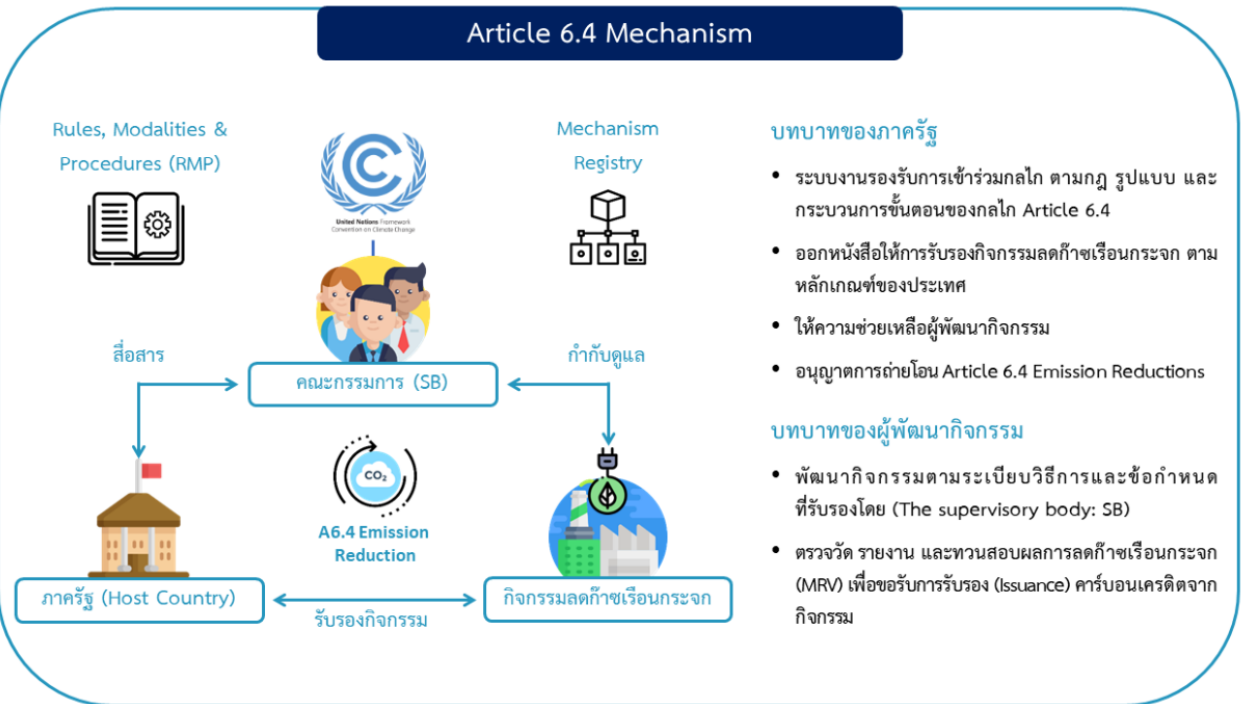 Article 6.4 Mechanism
Rules, Modalities &
Procedures (RMP)
United Nations Framework
Convention on Climate Change
Mechanism
Registry
สื่อสาร
กำกับดูแล
คณะกรรมการ (SB)
CO₂
A6.4 Emission
Reduction
ภาครัฐ (Host Country)
รับรองกิจกรรม
กิจกรรมลดก๊าซเรือนกระจก
บทบาทของภาครัฐ
• ระบบงานรองรับการเข้าร่วมกลไก ตามกฎ รูปแบบ และ
กระบวนการขั้นตอนของกลไก Article 6.4
• ออกหนังสือให้การรับรองกิจกรรมลดก๊าซเรือนกระจก ตาม
หลักเกณฑ์ของประเทศ
• ให้ความช่วยเหลือผู้พัฒนากิจกรรม
• อนุญาตการถ่ายโอน Article 6.4 Emission Reductions
บทบาทของผู้พัฒนากิจกรรม
• พัฒนากิจกรรมตามระเบียบวิธีการและข้อกำหนด
ที่รับรองโดย (The supervisory body: SB)
• ตรวจวัด รายงาน และทวนสอบผลการลดก๊าซเรือนกระจก
(MRV) เพื่อขอรับการรับรอง (Issuance) คาร์บอนเครดิตจาก
กิจกรรม